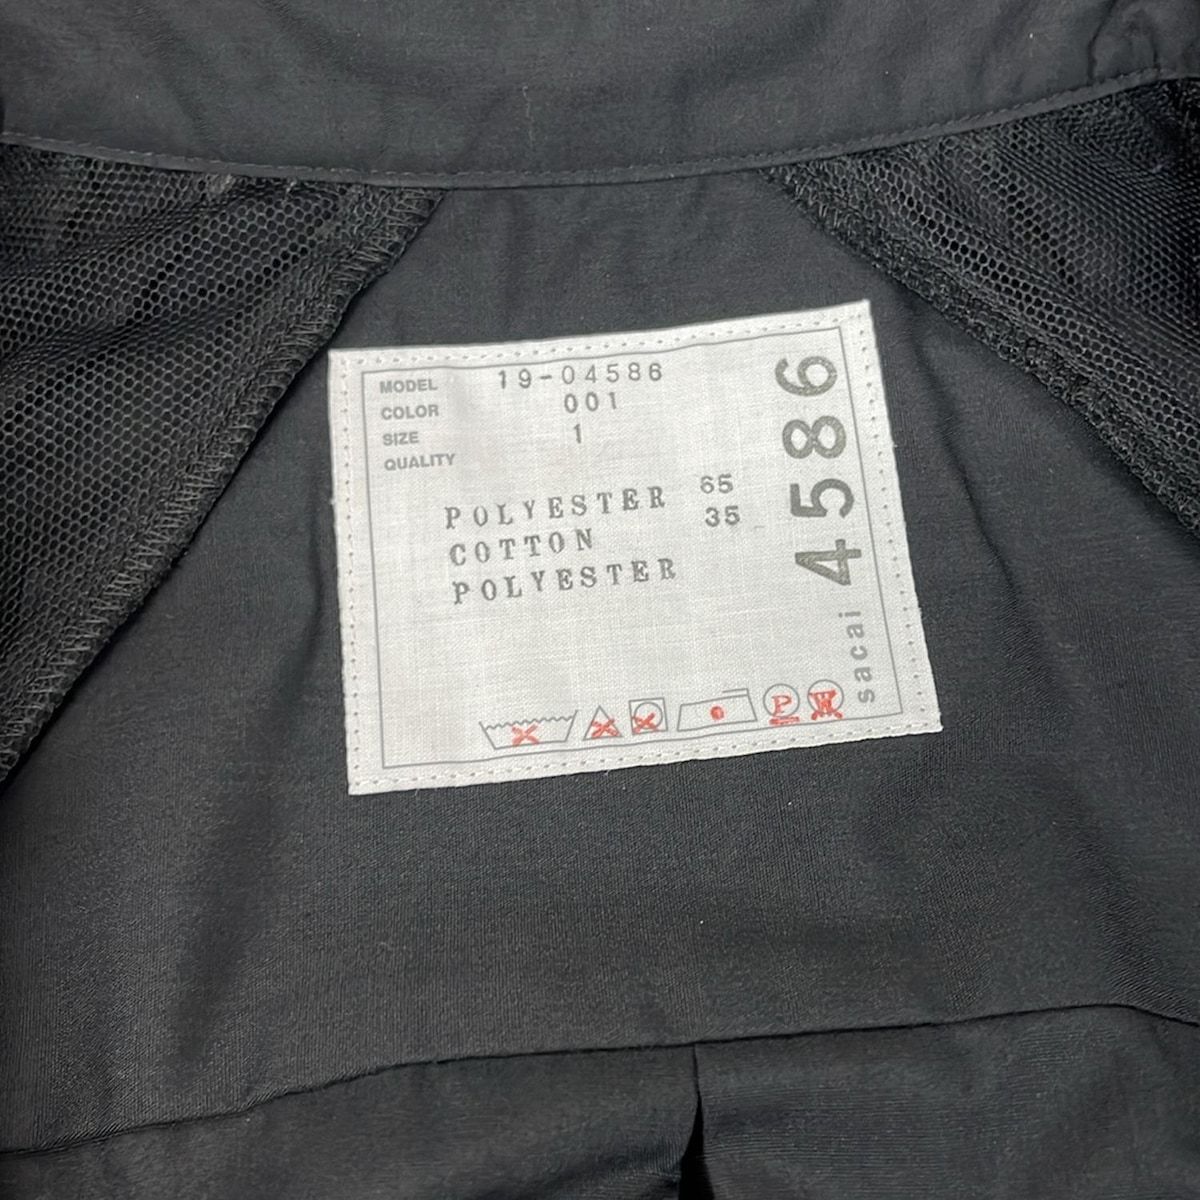 MODEL 19-04586
COLOR 001
SIZE 1
QUALITY
POLYESTER 65
COTTON 35
POLYESTER
sacai 4586
P
W